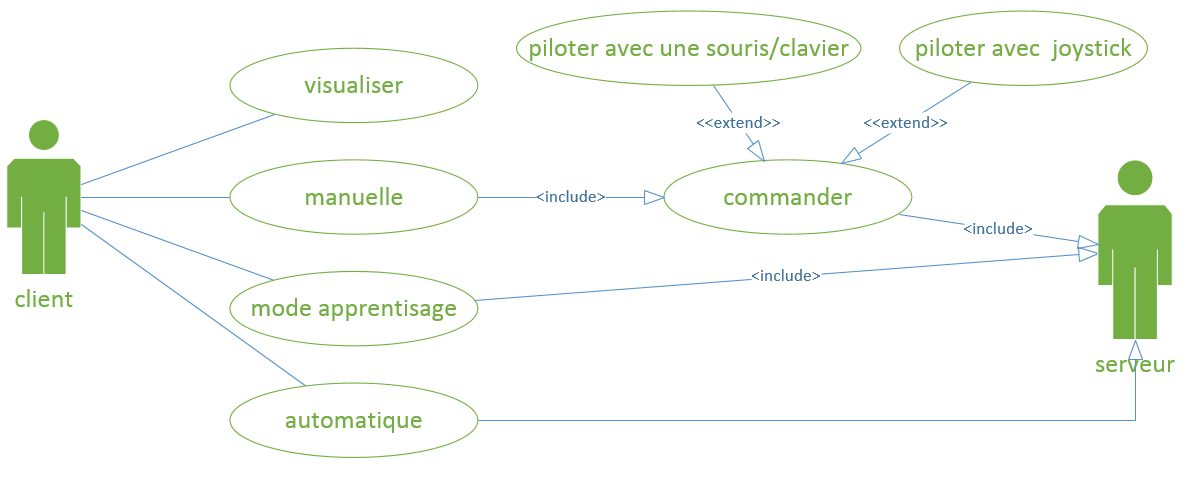 piloter avec une souris/clavier
piloter avec joystick
visualiser
<<extend>>
<<extend>>
manuelle
<include>
commander
<include>
client
mode apprentisage
<include>
serveur
automatique